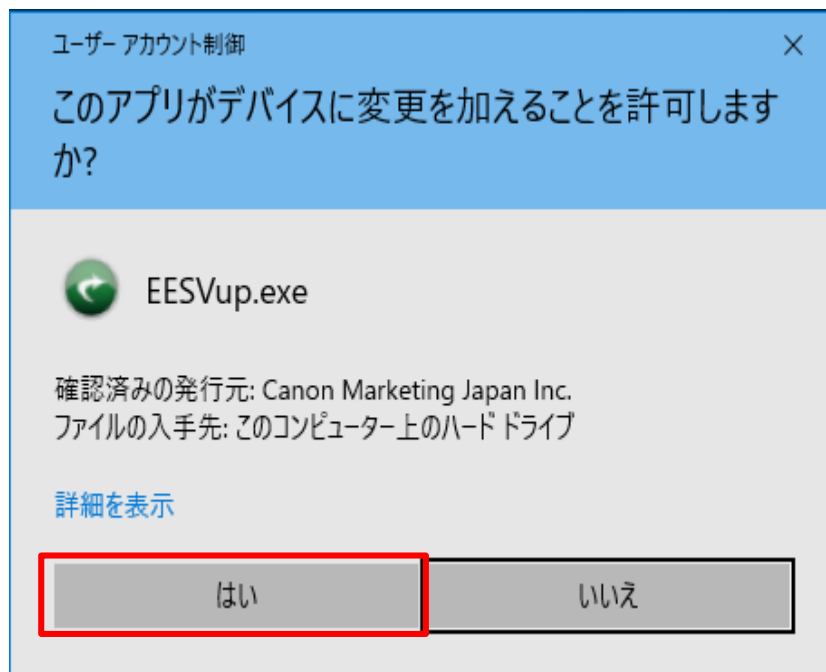 ユーザー アカウント制御
このアプリがデバイスに変更を加えることを許可します
か?
EESVup.exe
確認済みの発行元: Canon Marketing Japan Inc.
ファイルの入手先: このコンピューター上のハード ドライブ
詳細を表示
はい
いいえ